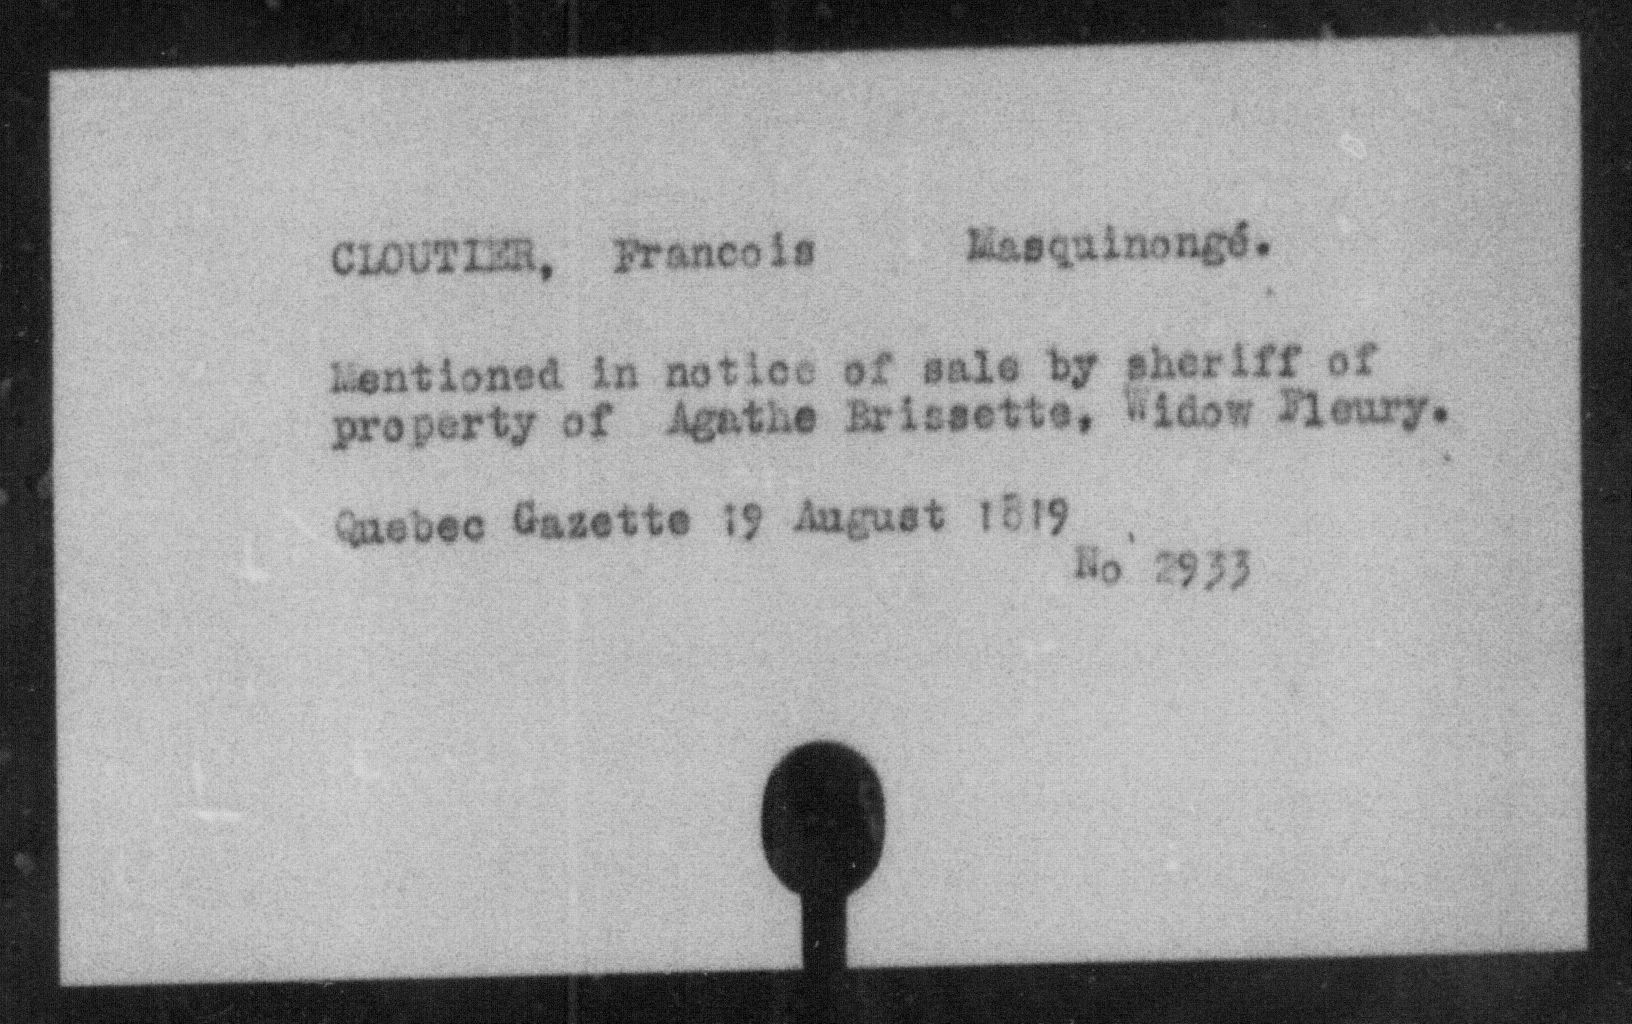 CLOUTIER, Francois Masquinongé.
Mentioned in notice of sale by sheriff of
property of Agathe Brissette, Widow Fleury.
Quebec Gazette 19 August 1819
No 2933